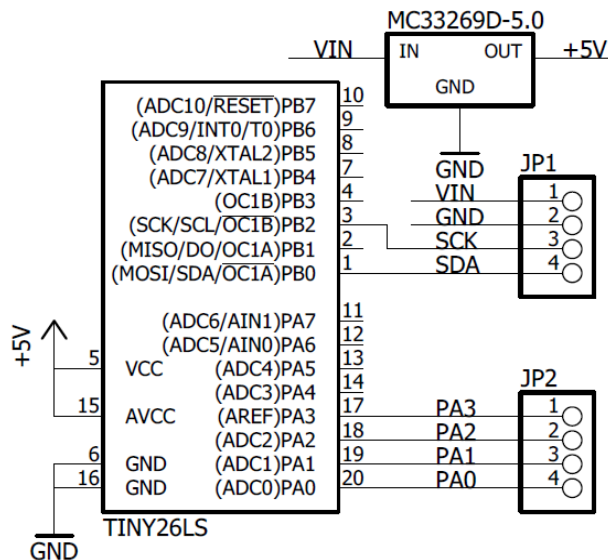 MC33269D-5.0
VIN IN OUT +5V
GND
GND
(ADC10/RESET)PB7 10
(ADC9/INT0/T0)PB6 9
(ADC8/XTAL2)PB5 8
(ADC7/XTAL1)PB4 7
(OC1B)PB3 4
(SCK/SCL/OC1B)PB2 3
(MISO/DO/OC1A)PB1 2
(MOSI/SDA/OC1A)PB0 1
JP1
VIN 1
GND 2
SCK 3
SDA 4
(ADC6/AIN1)PA7 11
(ADC5/AIN0)PA6 12
+5V
5 VCC (ADC4)PA5 13
(ADC3)PA4 14
15 AVCC (AREF)PA3 17
(ADC2)PA2 18
6 GND (ADC1)PA1 19
16 GND (ADC0)PA0 20
JP2
PA3 1
PA2 2
PA1 3
PA0 4
TINY26LS
GND